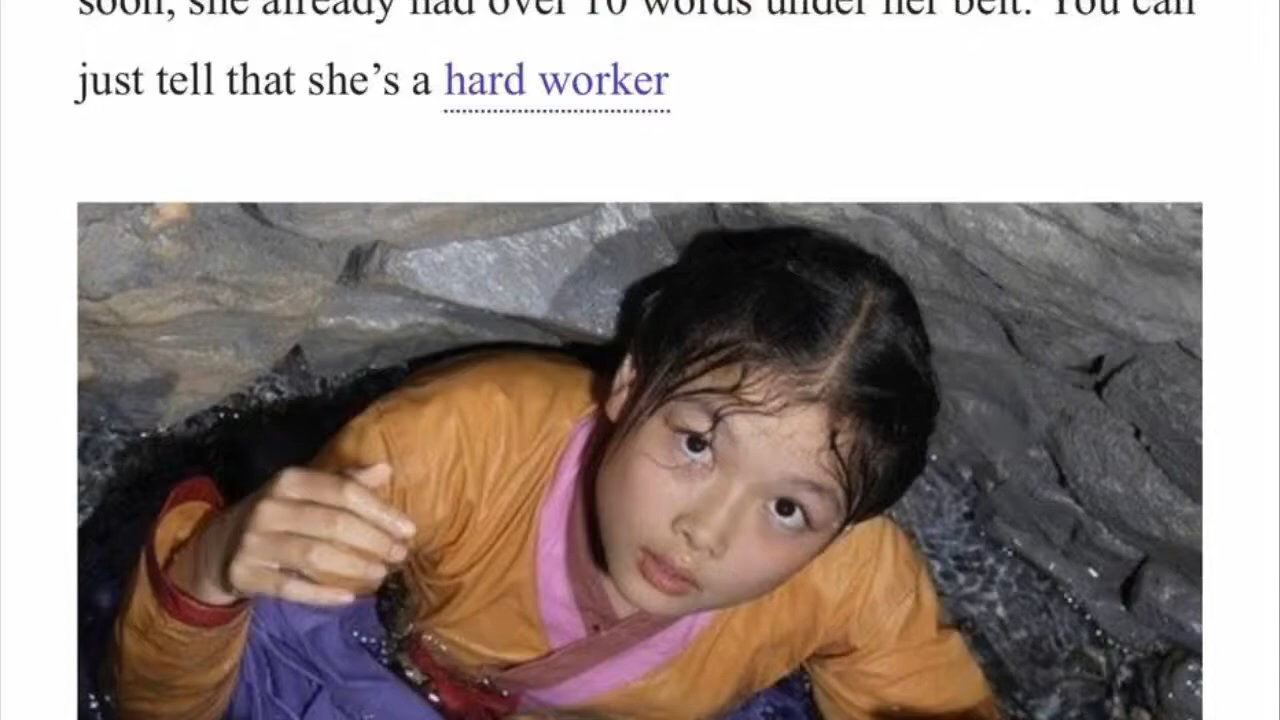 soon, she already had over 10 words under her belt. You can
just tell that she’s a hard worker